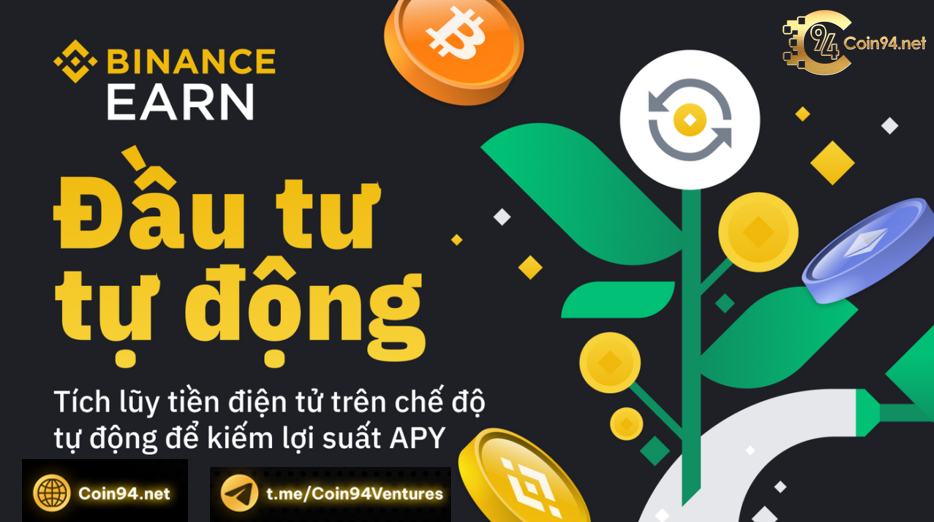 BINANCE
EARN
Coin94.net
Đầu tư
tự động
Tích lũy tiền điện tử trên chế độ
tự động để kiếm lợi suất APY
Coin94.net
t.me/Coin94Ventures